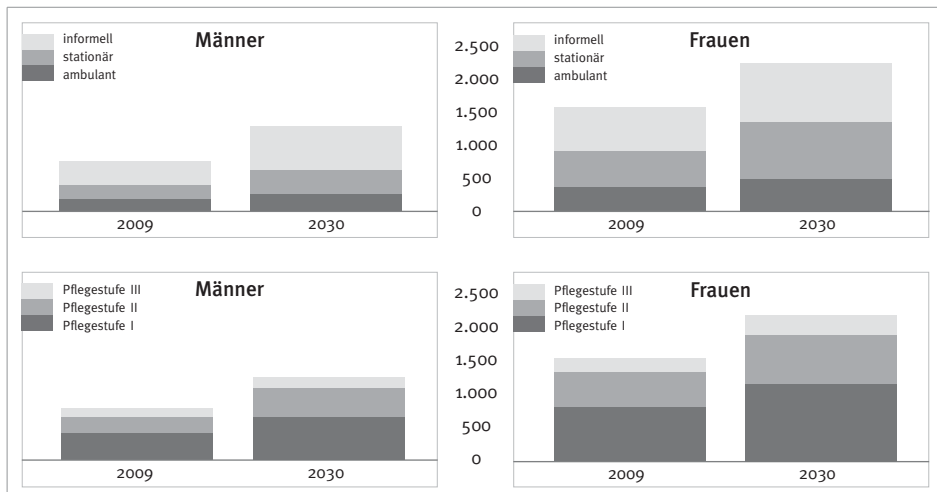 Männer
informell
stationär
ambulant
2009
2030
Frauen
informell
stationär
ambulant
2.500
2.000
1.500
1.000
500
0
2009
2030
Männer
Pflegestufe III
Pflegestufe II
Pflegestufe I
2009
2030
Frauen
Pflegestufe III
Pflegestufe II
Pflegestufe I
2.500
2.000
1.500
1.000
500
0
2009
2030